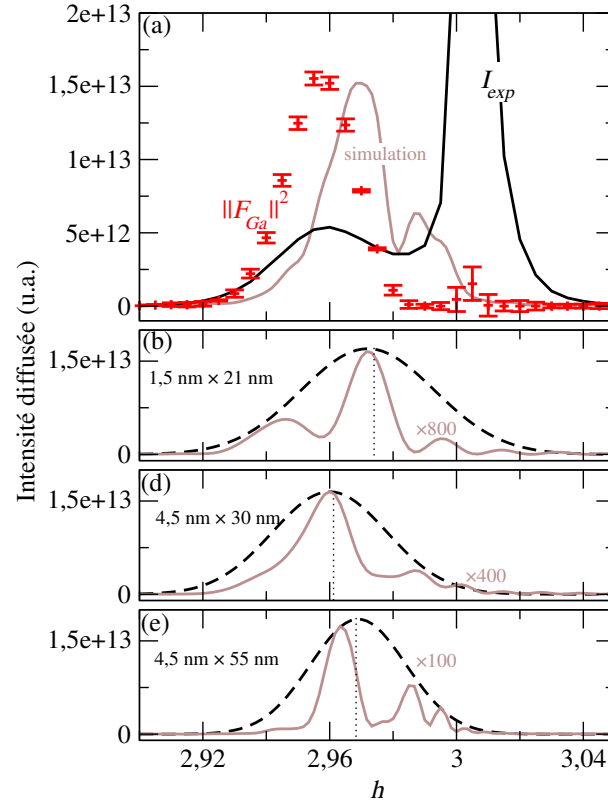 (a)
2e+13
1,5e+13
1e+13
5e+12
0
I_exp
simulation
||F_Ga||²
Intensité diffusée (u.a.)
(b)
1,5e+13
0
1,5 nm × 21 nm
×800
(d)
1,5e+13
0
4,5 nm × 30 nm
×400
(e)
1,5e+13
0
4,5 nm × 55 nm
×100
2,92
2,96
3
3,04
h